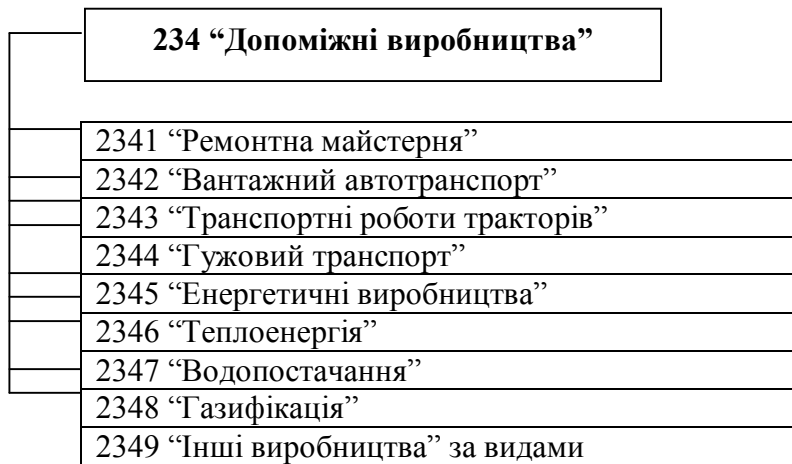 234 “Допоміжні виробництва”
2341 “Ремонтна майстерня”
2342 “Вантажний автотранспорт”
2343 “Транспортні роботи тракторів”
2344 “Гужовий транспорт”
2345 “Енергетичні виробництва”
2346 “Теплоенергія”
2347 “Водопостачання”
2348 “Газифікація”
2349 “Інші виробництва” за видами